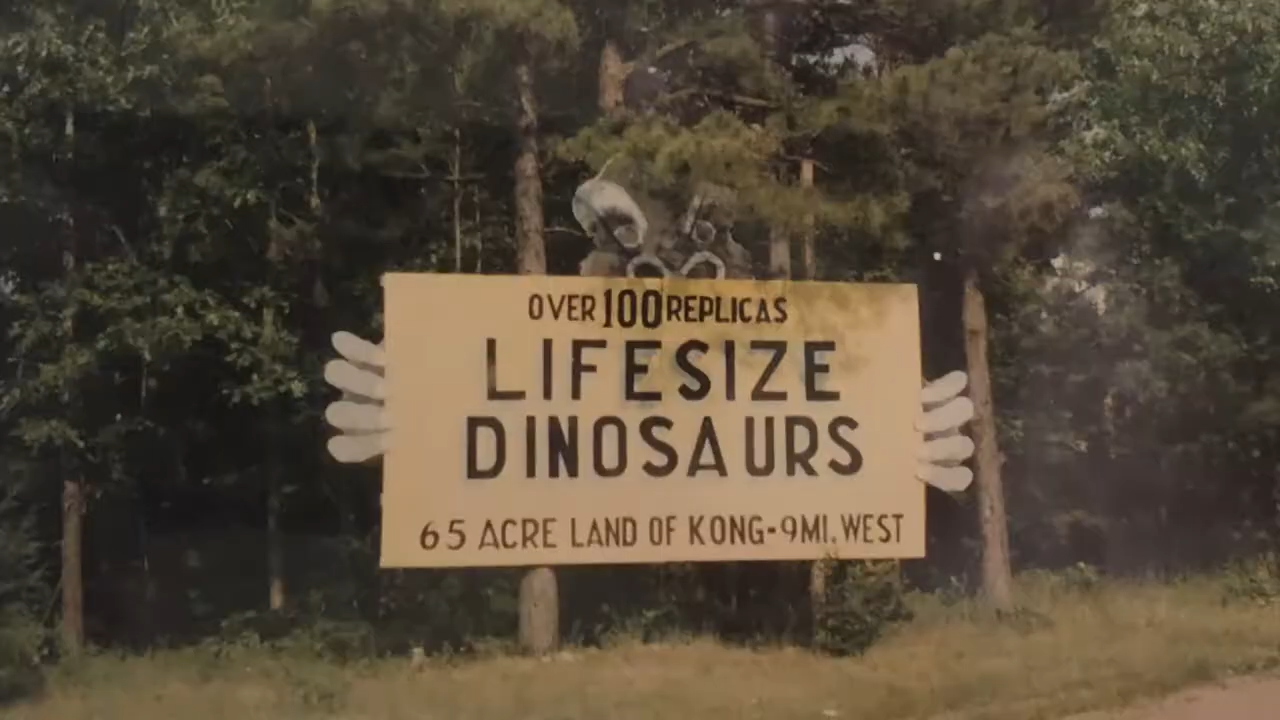 OVER 100 REPLICAS
LIFESIZE
DINOSAURS
65 ACRE LAND OF KONG-9MI. WEST